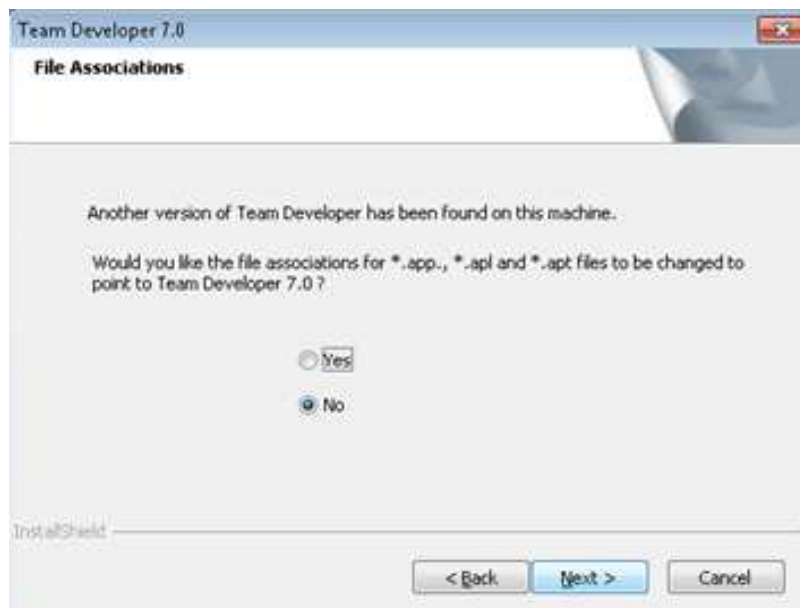 Team Developer 7.0
File Associations
Another version of Team Developer has been found on this machine.
Would you like the file associations for *.app., *.apl and *.apt files to be changed to
point to Team Developer 7.0 ?
Yes
No
InstallShield
< Back
Next >
Cancel